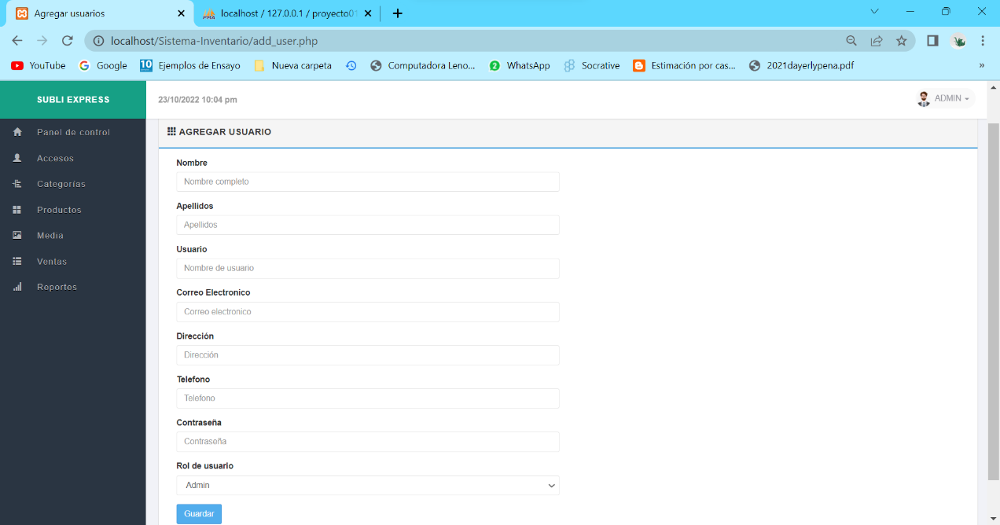 Agregar usuarios
localhost / 127.0.0.1 / proyecto01
localhost/Sistema-Inventario/add_user.php
YouTube Google 10 Ejemplos de Ensayo Nueva carpeta Computadora Leno... 2 WhatsApp Socrative Estimación por cas... 2021dayerlypena.pdf »
SUBLI EXPRESS
23/10/2022 10:04 pm
ADMIN
Panel de control
Accesos
Categorías
Productos
Media
Ventas
Reportes
AGREGAR USUARIO
Nombre
Nombre completo
Apellidos
Apellidos
Usuario
Nombre de usuario
Correo Electronico
Correo electronico
Dirección
Dirección
Telefono
Telefono
Contraseña
Contraseña
Rol de usuario
Admin
Guardar